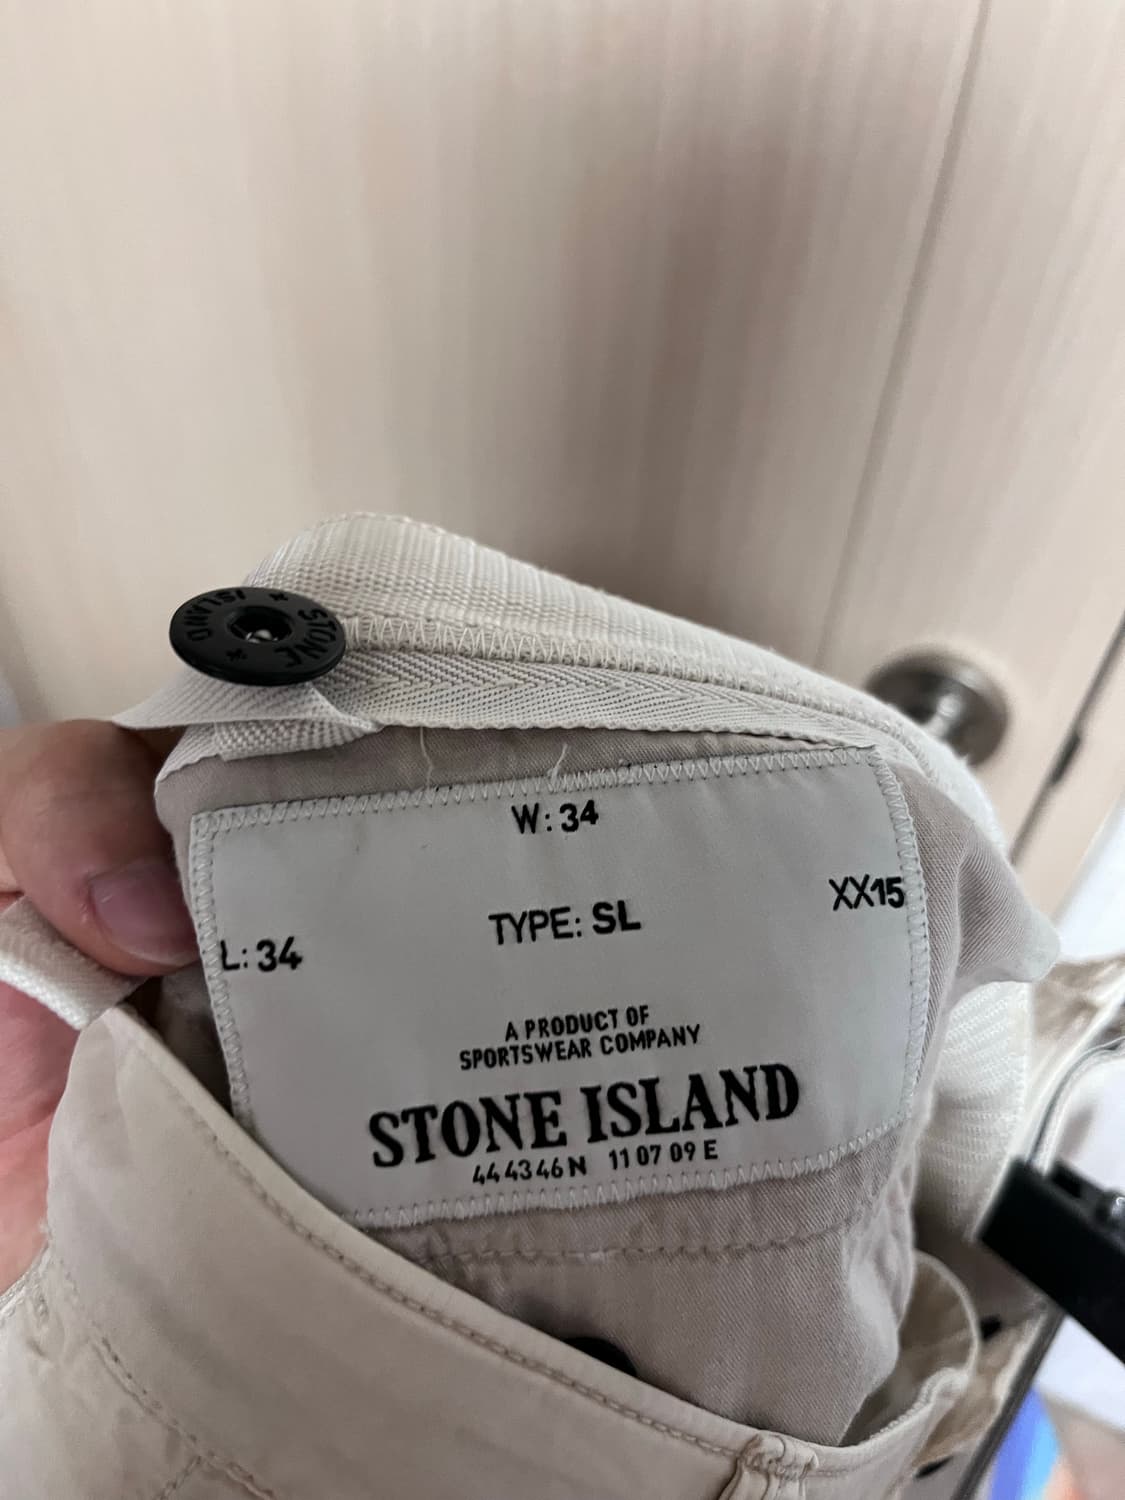 STONE ISLAND
W: 34
XX15
TYPE: SL
L: 34
A PRODUCT OF
SPORTSWEAR COMPANY
STONE ISLAND
44 43 46 N 11 07 09 E